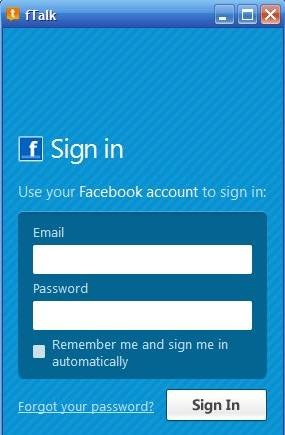 fTalk
f Sign in
Use your Facebook account to sign in:
Email
Password
Remember me and sign me in
automatically
Forgot your password? Sign In